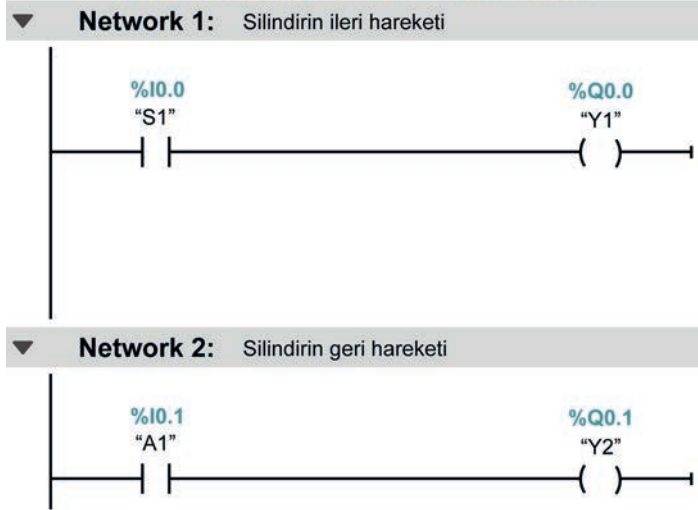 Network 1: Silindirin ileri hareketi
%I0.0 %Q0.0
“S1” “Y1”
Network 2: Silindirin geri hareketi
%I0.1 %Q0.1
“A1” “Y2”